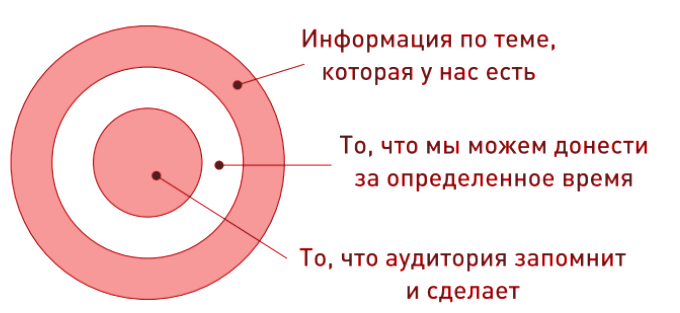 Информация по теме,
которая у нас есть
То, что мы можем донести
за определенное время
То, что аудитория запомнит
и сделает